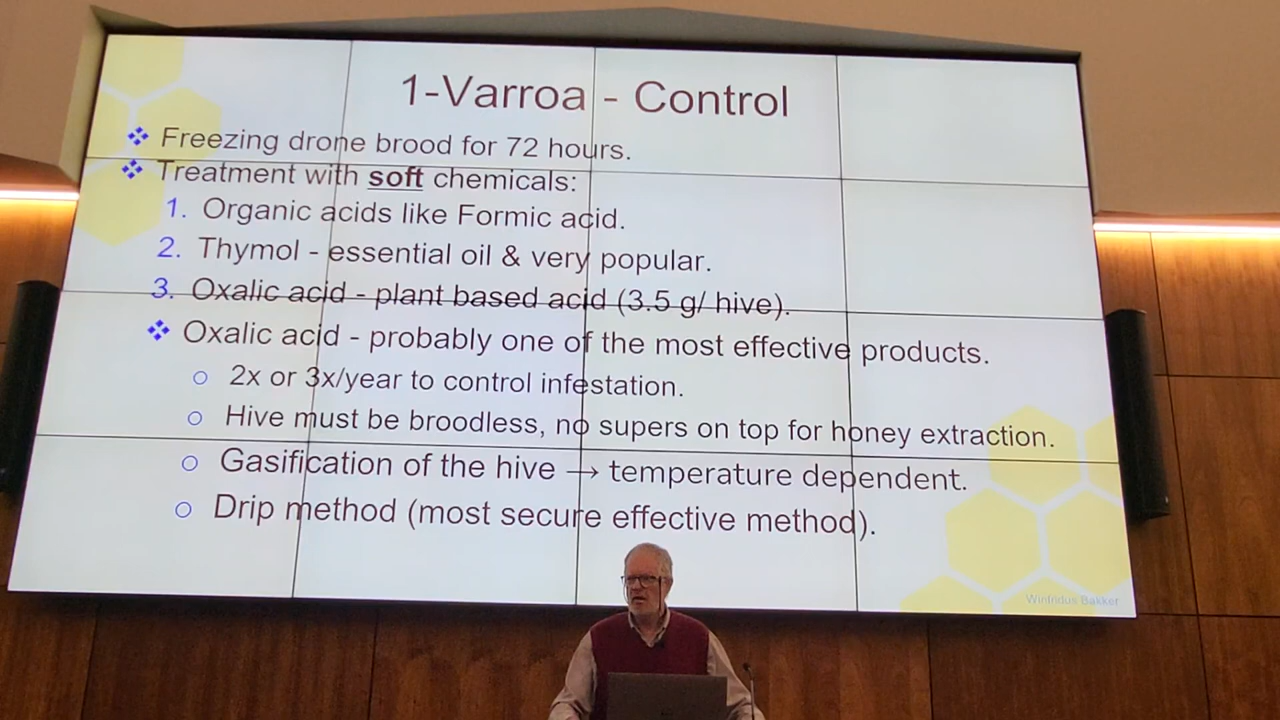 1-Varroa - Control
❖ Freezing drone brood for 72 hours.
❖ Treatment with soft chemicals:
1. Organic acids like Formic acid.
2. Thymol - essential oil & very popular.
3. Oxalic acid - plant based acid (3.5 g/ hive).
❖ Oxalic acid - probably one of the most effective products.
○ 2x or 3x/year to control infestation.
○ Hive must be broodless, no supers on top for honey extraction.
○ Gasification of the hive → temperature dependent.
○ Drip method (most secure effective method).
Winfridus Bakker